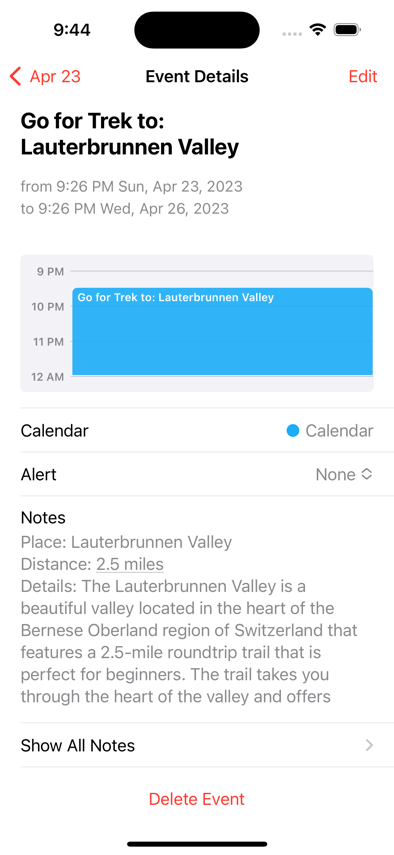 9:44
Apr 23
Event Details
Edit
Go for Trek to:
Lauterbrunnen Valley
from 9:26 PM Sun, Apr 23, 2023
to 9:26 PM Wed, Apr 26, 2023
9 PM
Go for Trek to: Lauterbrunnen Valley
10 PM
11 PM
12 AM
Calendar
Calendar
Alert
None
Notes
Place: Lauterbrunnen Valley
Distance: 2.5 miles
Details: The Lauterbrunnen Valley is a
beautiful valley located in the heart of the
Bernese Oberland region of Switzerland that
features a 2.5-mile roundtrip trail that is
perfect for beginners. The trail takes you
through the heart of the valley and offers
Show All Notes
Delete Event